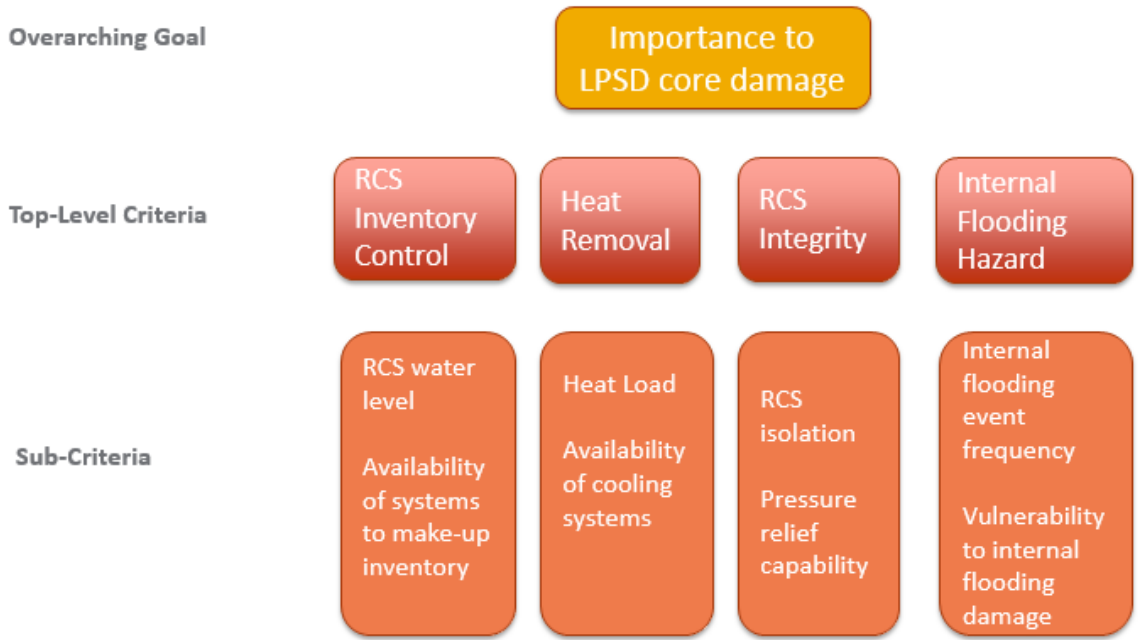 Overarching Goal
Importance to
LPSD core damage
Top-Level Criteria
RCS
Inventory
Control
Heat
Removal
RCS
Integrity
Internal
Flooding
Hazard
Sub-Criteria
RCS water
level
Availability
of systems
to make-up
inventory
Heat Load
Availability
of cooling
systems
RCS
isolation
Pressure
relief
capability
Internal
flooding
event
frequency
Vulnerability
to internal
flooding
damage